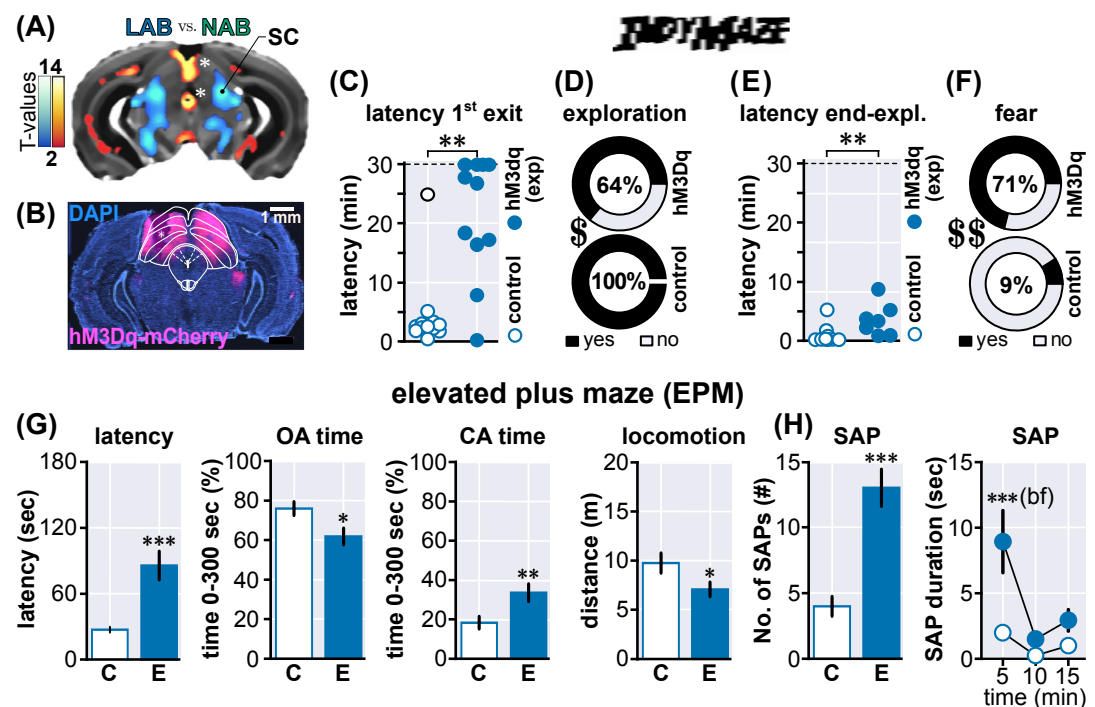 (A)
LAB vs. NAB
SC
T-values
14
2
(B)
DAPI
1 mm
hM3Dq-mCherry
(C)
latency 1st exit
**
latency (min)
30
20
10
0
hM3dq (exp)
control
(D)
exploration
64%
hM3Dq
$
100%
control
yes no
(E)
latency end-expl.
**
latency (min)
30
20
10
0
hM3dq (exp)
control
(F)
fear
71%
hM3Dq
$$
9%
control
yes no
elevated plus maze (EPM)
(G)
latency
latency (sec)
180
120
60
0
***
C E
OA time
time 0-300 sec (%)
100
80
60
40
20
0
*
C E
CA time
time 0-300 sec (%)
100
80
60
40
20
0
**
C E
locomotion
distance (m)
20
15
10
5
0
*
C E
(H)
SAP
No. of SAPs (#)
15
10
5
0
***
C E
SAP
SAP duration (sec)
15
10
5
0
***(bf)
5 10 15
time (min)